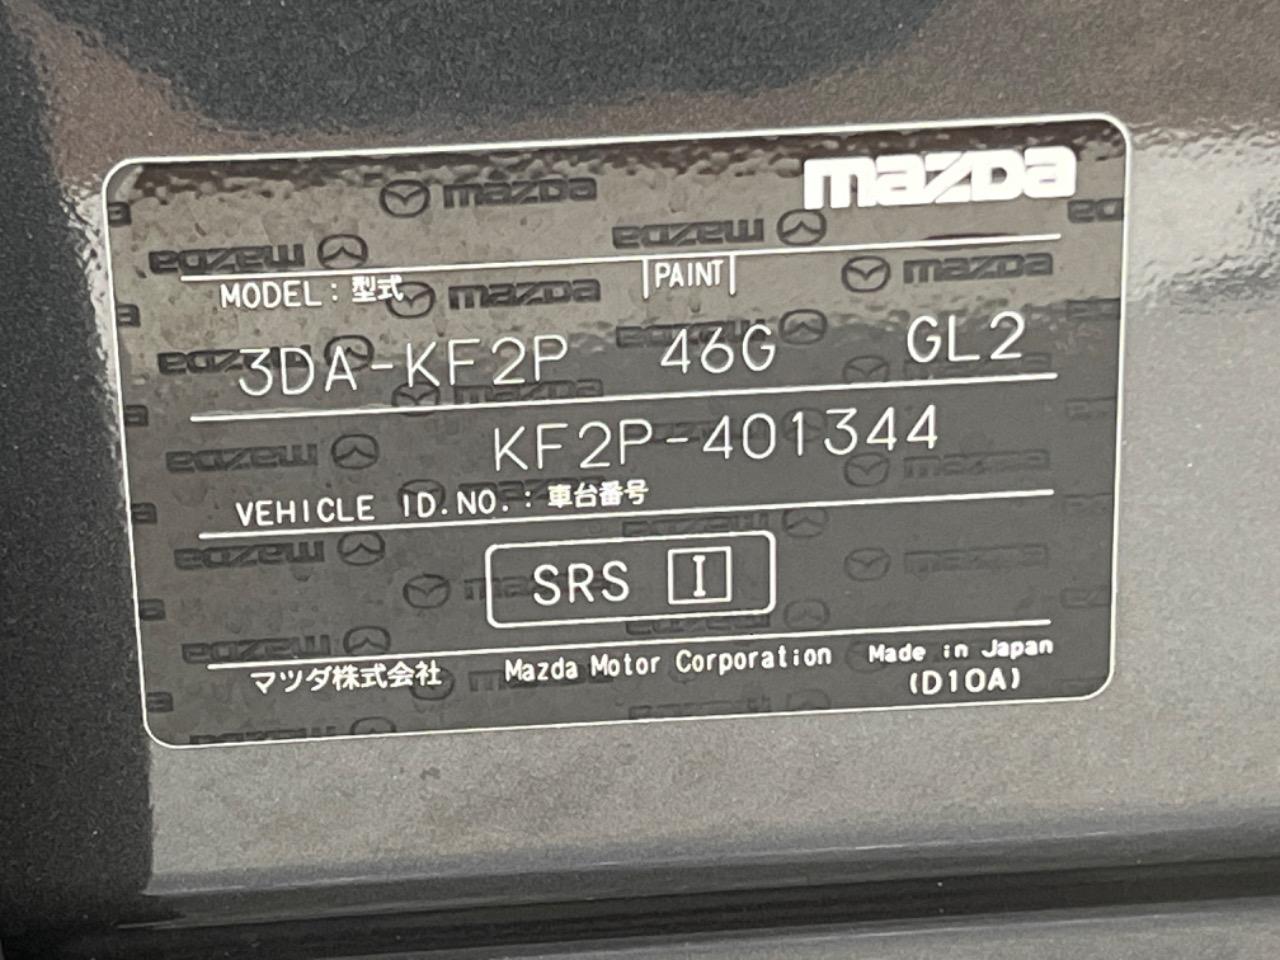 mazda
MODEL: 型式 PAINT
3DA-KF2P 46G GL2
KF2P-401344
VEHICLE ID.NO.: 車台番号
SRS I
マツダ株式会社 Mazda Motor Corporation Made in Japan
(D10A)